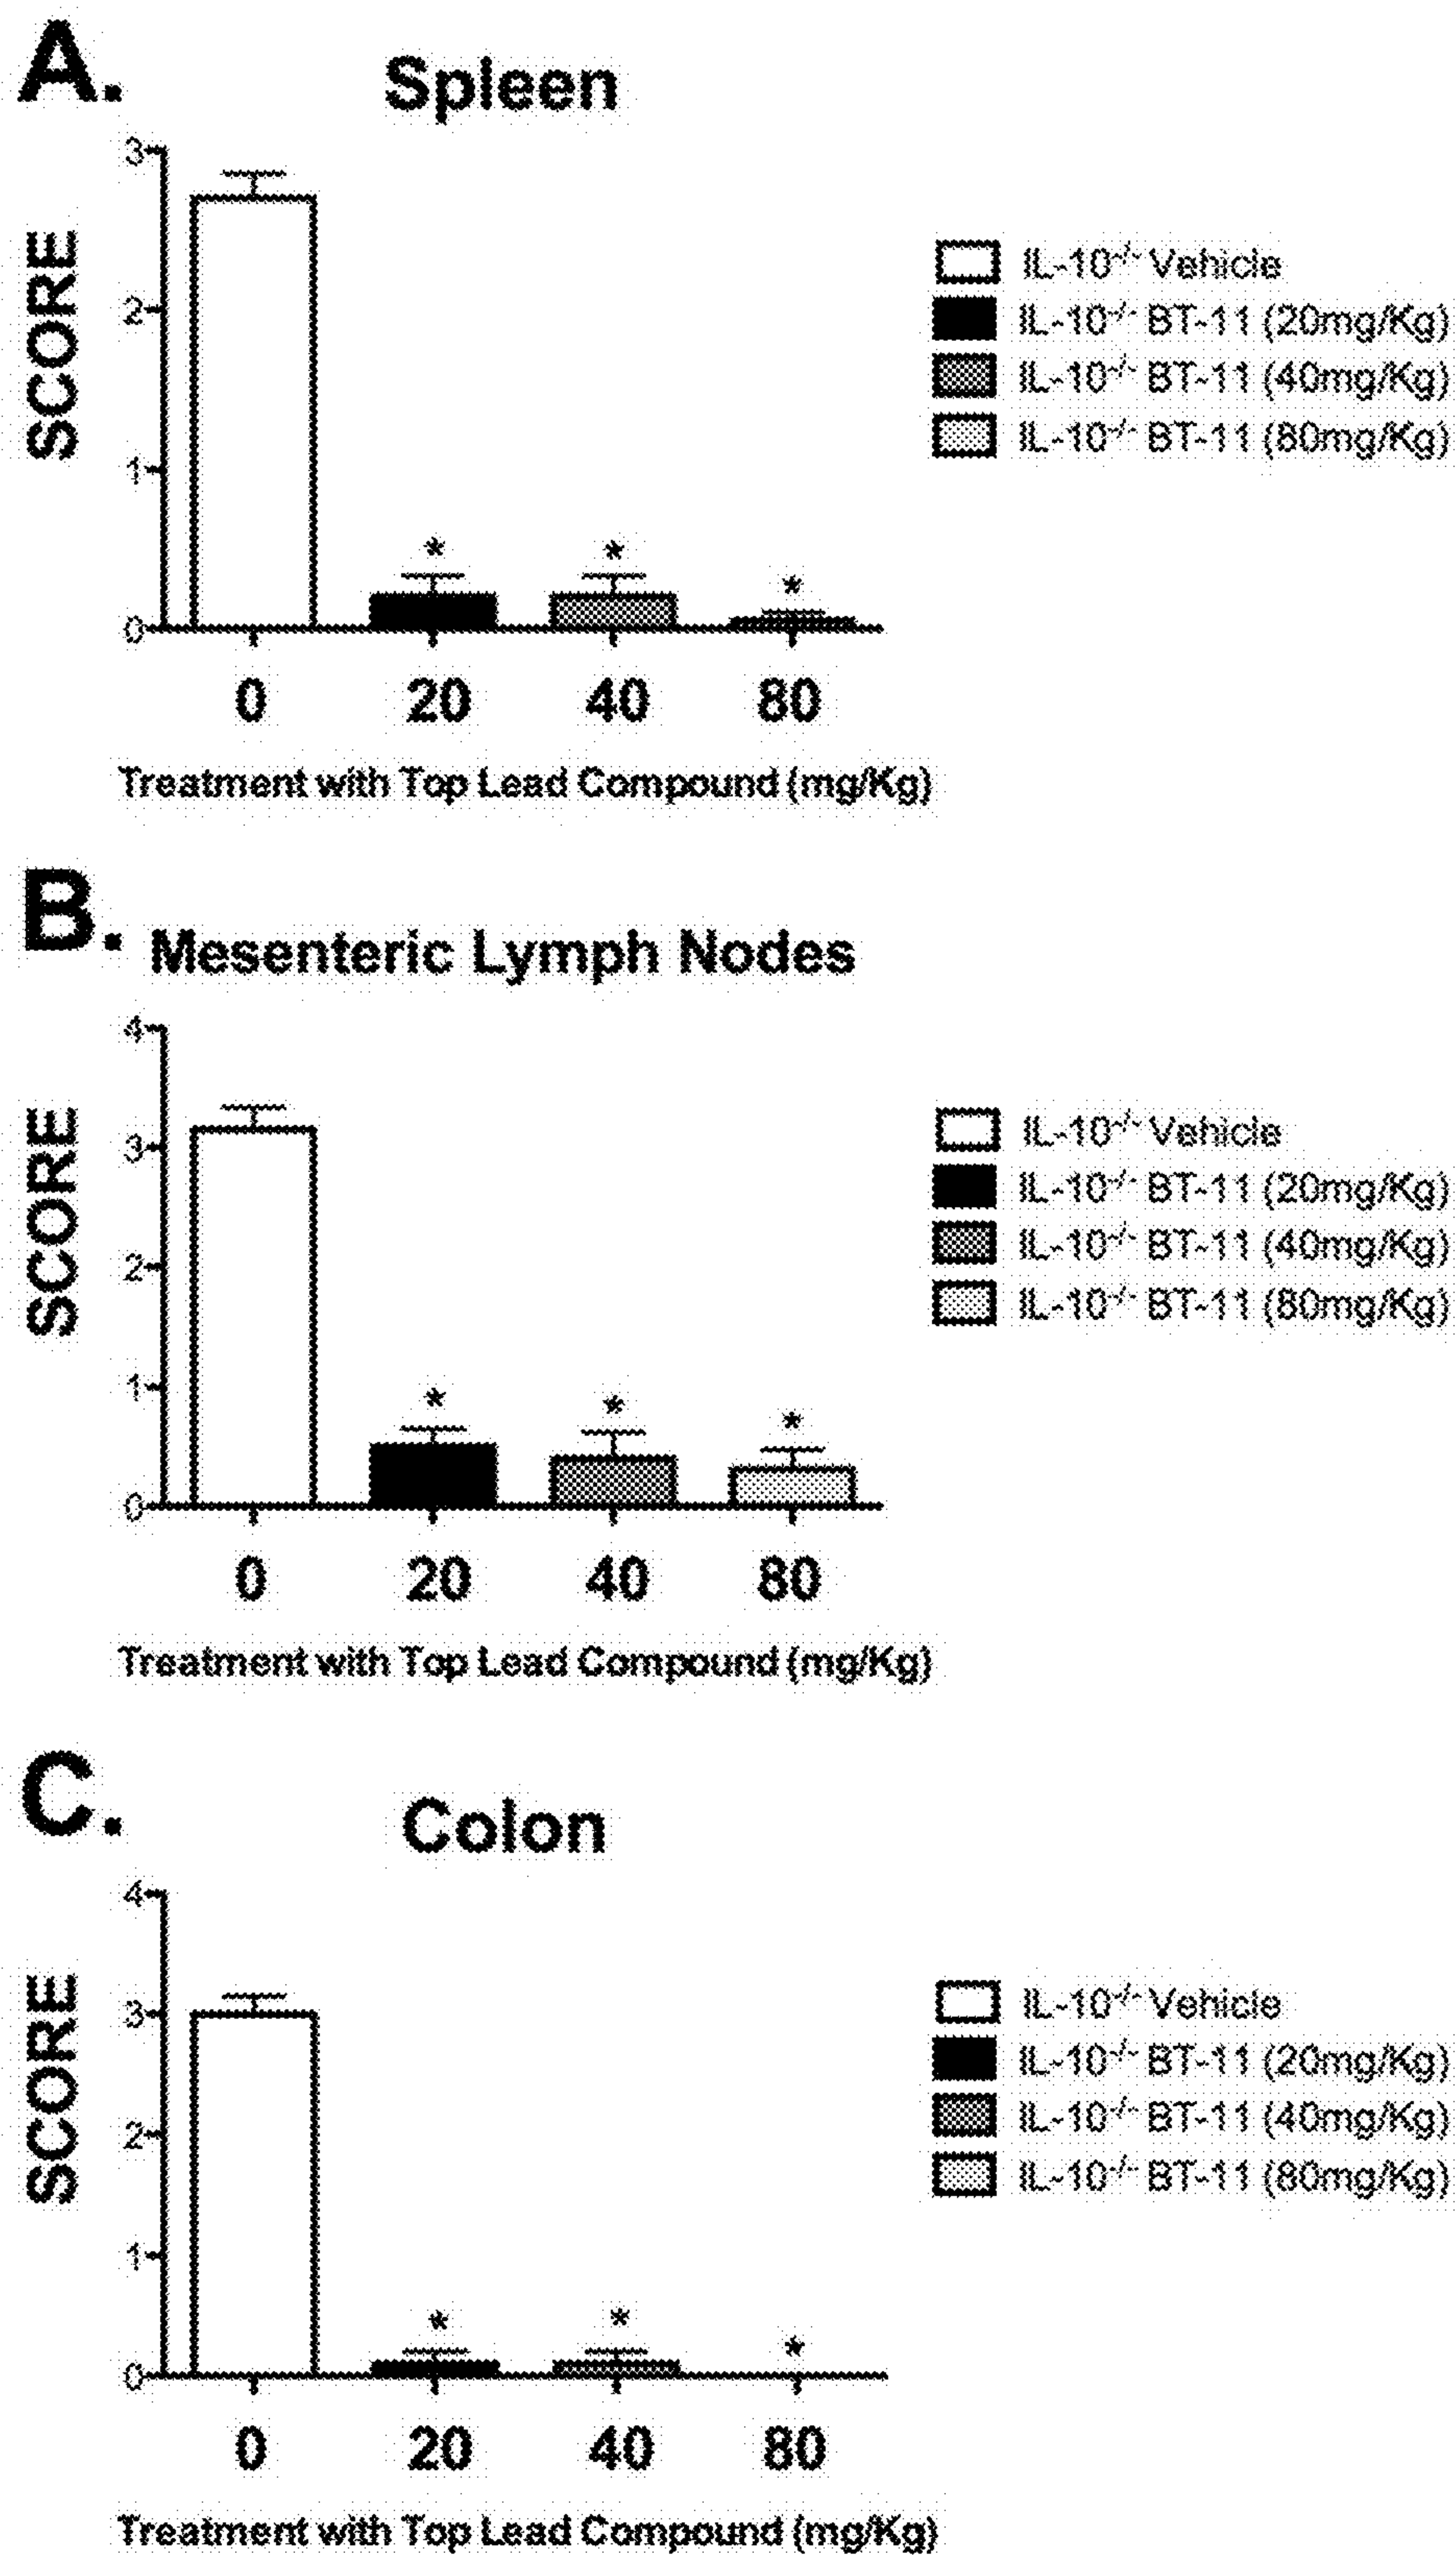 A.
Spleen
SCORE
3
2
1
0
* * *
0 20 40 80
Treatment with Top Lead Compound (mg/Kg)
IL-10-/- Vehicle
IL-10-/- BT-11 (20mg/Kg)
IL-10-/- BT-11 (40mg/Kg)
IL-10-/- BT-11 (80mg/Kg)
B.
Mesenteric Lymph Nodes
SCORE
4
3
2
1
0
* * *
0 20 40 80
Treatment with Top Lead Compound (mg/Kg)
IL-10-/- Vehicle
IL-10-/- BT-11 (20mg/Kg)
IL-10-/- BT-11 (40mg/Kg)
IL-10-/- BT-11 (80mg/Kg)
C.
Colon
SCORE
4
3
2
1
0
* * *
0 20 40 80
Treatment with Top Lead Compound (mg/Kg)
IL-10-/- Vehicle
IL-10-/- BT-11 (20mg/Kg)
IL-10-/- BT-11 (40mg/Kg)
IL-10-/- BT-11 (80mg/Kg)